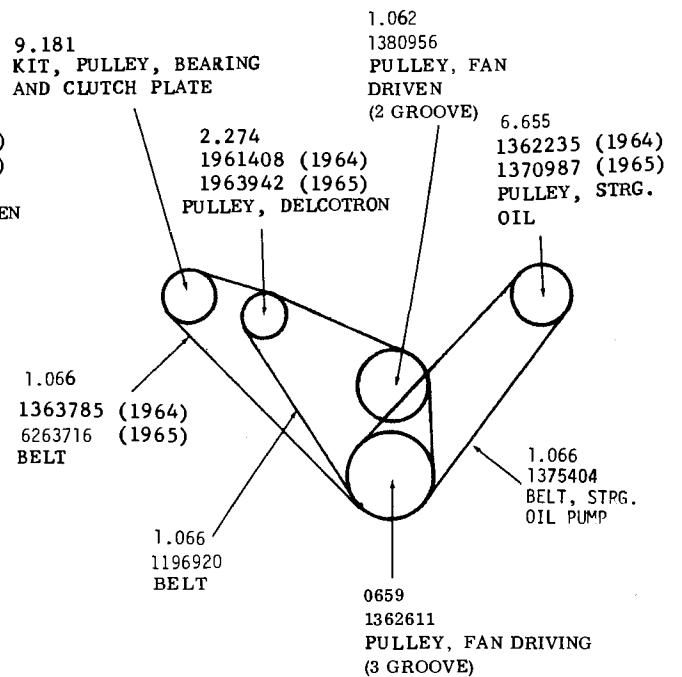 9.181
KIT, PULLEY, BEARING
AND CLUTCH PLATE
)
)
EN
2.274
1961408 (1964)
1963942 (1965)
PULLEY, DELCOTRON
1.062
1380956
PULLEY, FAN
DRIVEN
(2 GROOVE)
6.655
1362235 (1964)
1370987 (1965)
PULLEY, STRG.
OIL
1.066
1363785 (1964)
6263716 (1965)
BELT
1.066
1196920
BELT
0659
1362611
PULLEY, FAN DRIVING
(3 GROOVE)
1.066
1375404
BELT, STRG.
OIL PUMP